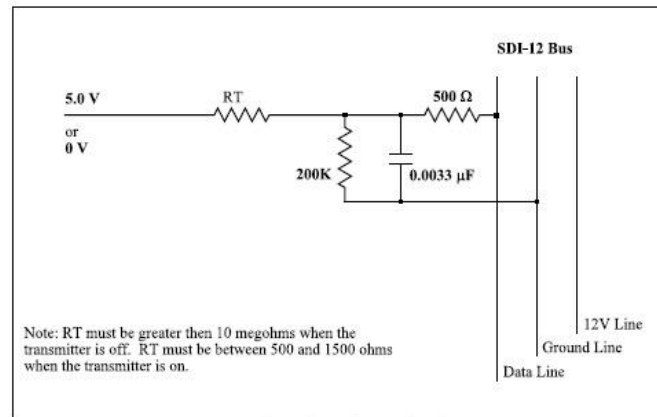 SDI-12 Bus
5.0 V
or
0 V
RT
500 Ω
200K
0.0033 µF
Note: RT must be greater then 10 megohms when the
transmitter is off. RT must be between 500 and 1500 ohms
when the transmitter is on.
12V Line
Ground Line
Data Line